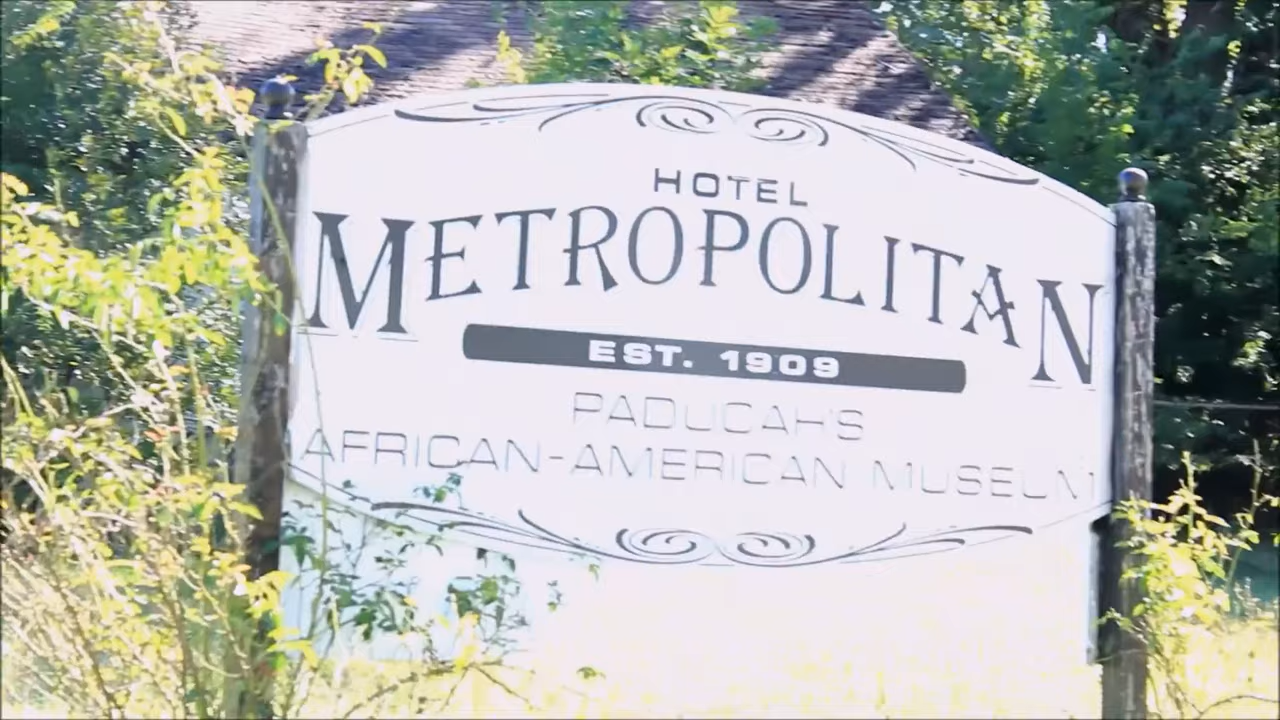 HOTEL
METROPOLITAN
EST. 1909
PADUCAH'S
AFRICAN-AMERICAN MUSEUM